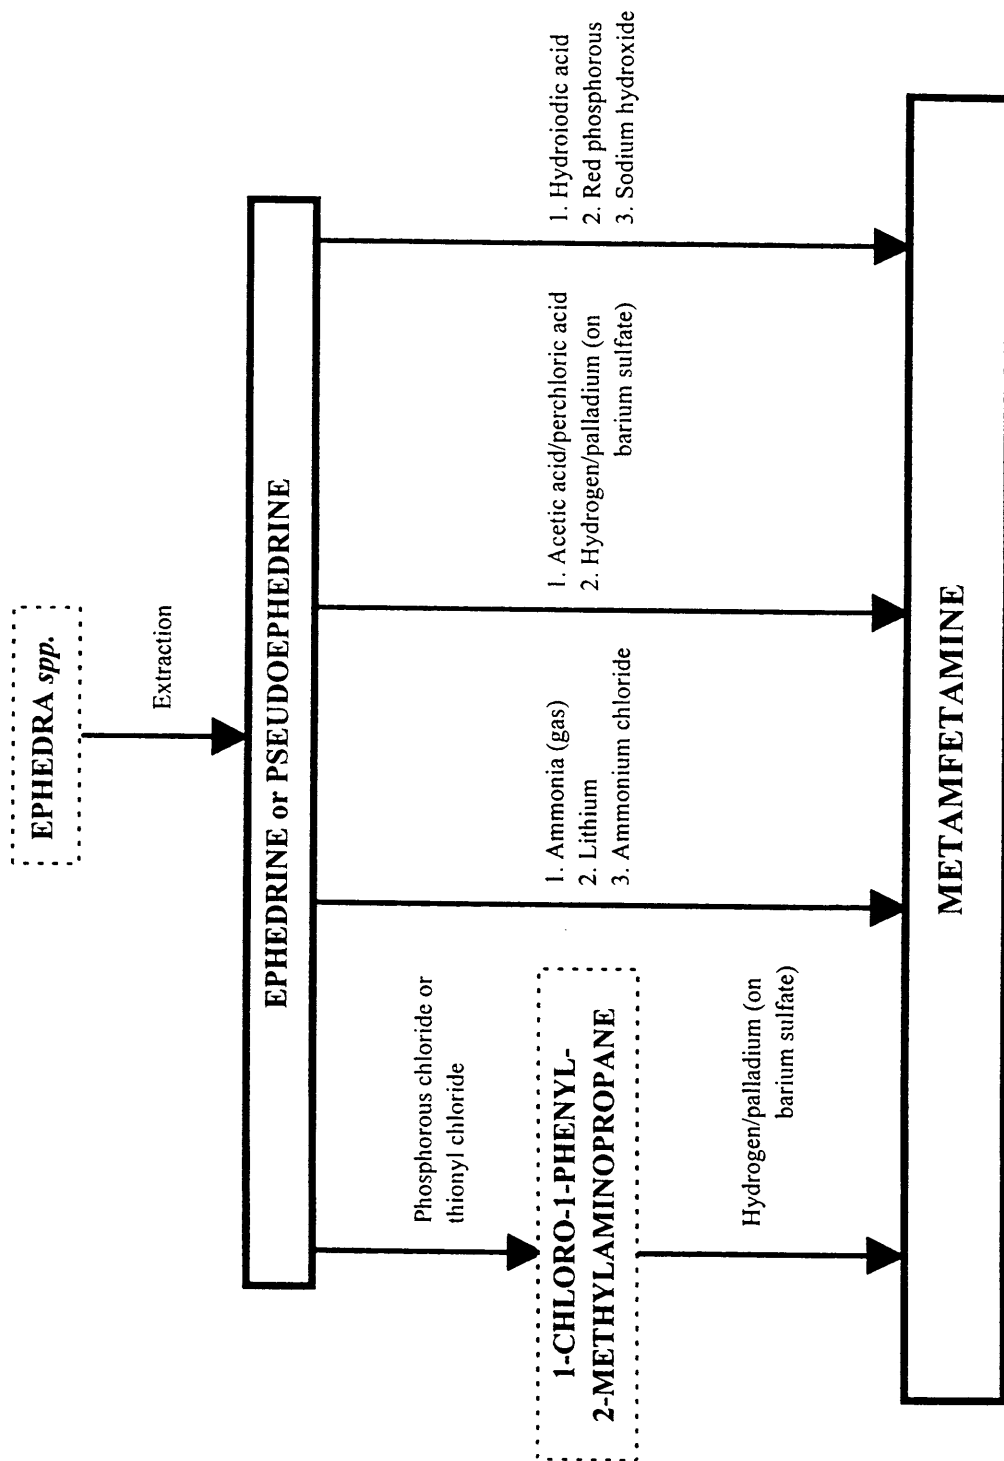 EPHEDRA spp.
Extraction
EPHEDRINE or PSEUDOEPHEDRINE
Phosphorous chloride or
thionyl chloride
1-CHLORO-1-PHENYL-
2-METHYLAMINOPROPANE
Hydrogen/palladium (on
barium sulfate)
1. Ammonia (gas)
2. Lithium
3. Ammonium chloride
1. Acetic acid/perchloric acid
2. Hydrogen/palladium (on
barium sulfate)
1. Hydroiodic acid
2. Red phosphorous
3. Sodium hydroxide
METAMFETAMINE